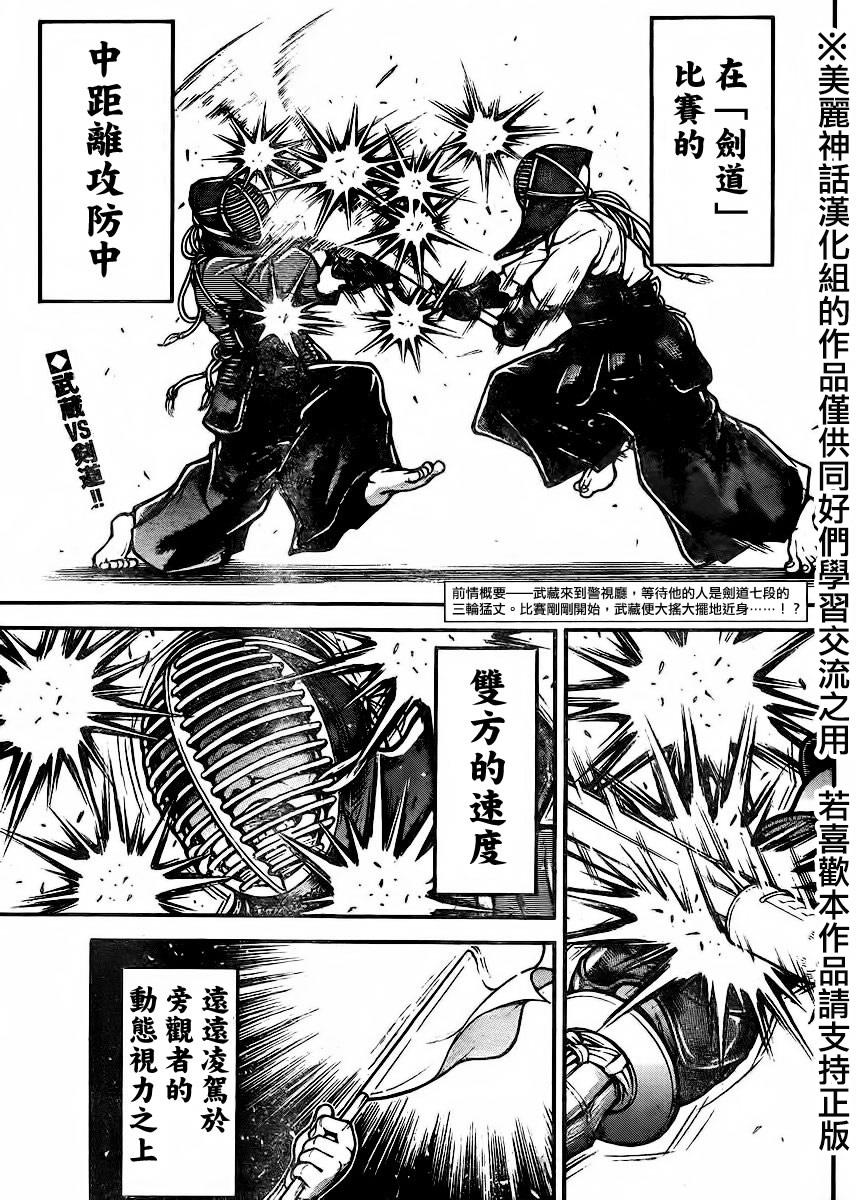 在「劍道」
比賽的
中距離攻防中
◆武藏VS劍道!!
前情概要——武藏來到警視廳，等待他的人是劍道七段的
三輪猛丈。比賽剛剛開始，武藏便大搖大擺地近身……！？
雙方的速度
遠遠凌駕於
旁觀者的
動態視力之上
※美麗神話漢化組的作品僅供同好們學習交流之用—若喜歡本作品請支持正版—